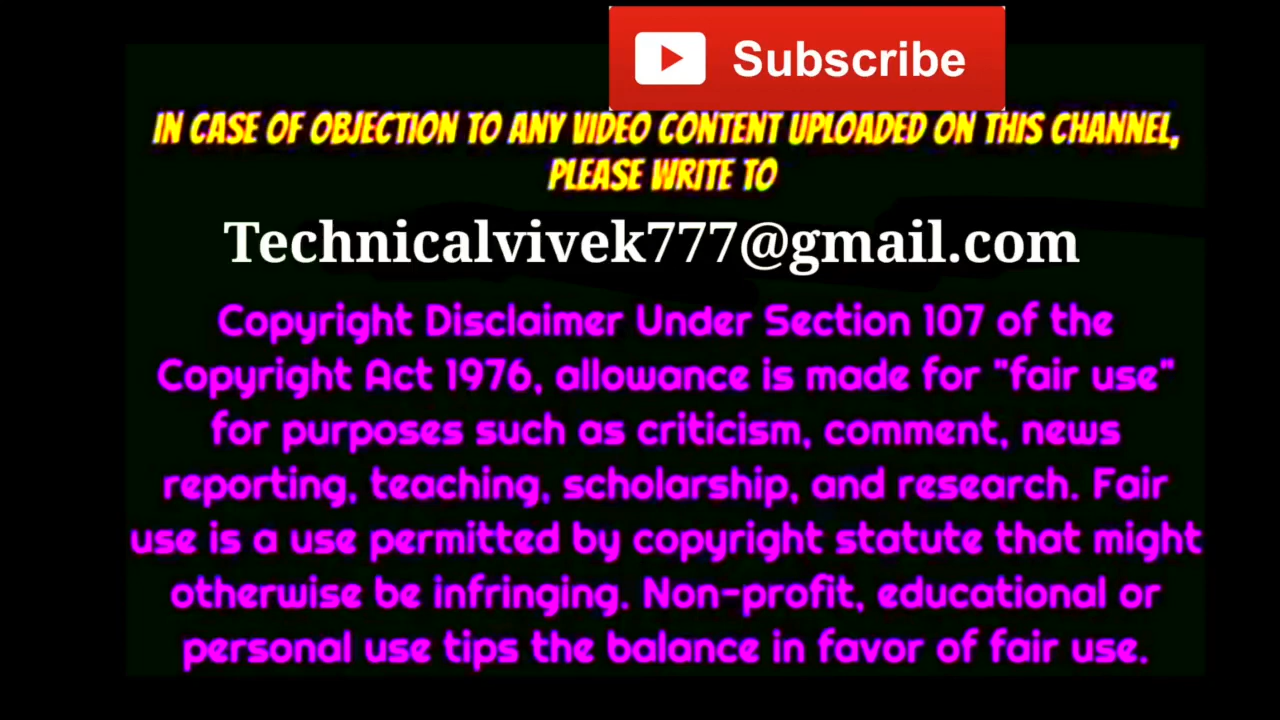 Subscribe
IN CASE OF OBJECTION TO ANY VIDEO CONTENT UPLOADED ON THIS CHANNEL,
PLEASE WRITE TO
Technicalvivek777@gmail.com
Copyright Disclaimer Under Section 107 of the
Copyright Act 1976, allowance is made for "fair use"
for purposes such as criticism, comment, news
reporting, teaching, scholarship, and research. Fair
use is a use permitted by copyright statute that might
otherwise be infringing. Non-profit, educational or
personal use tips the balance in favor of fair use.